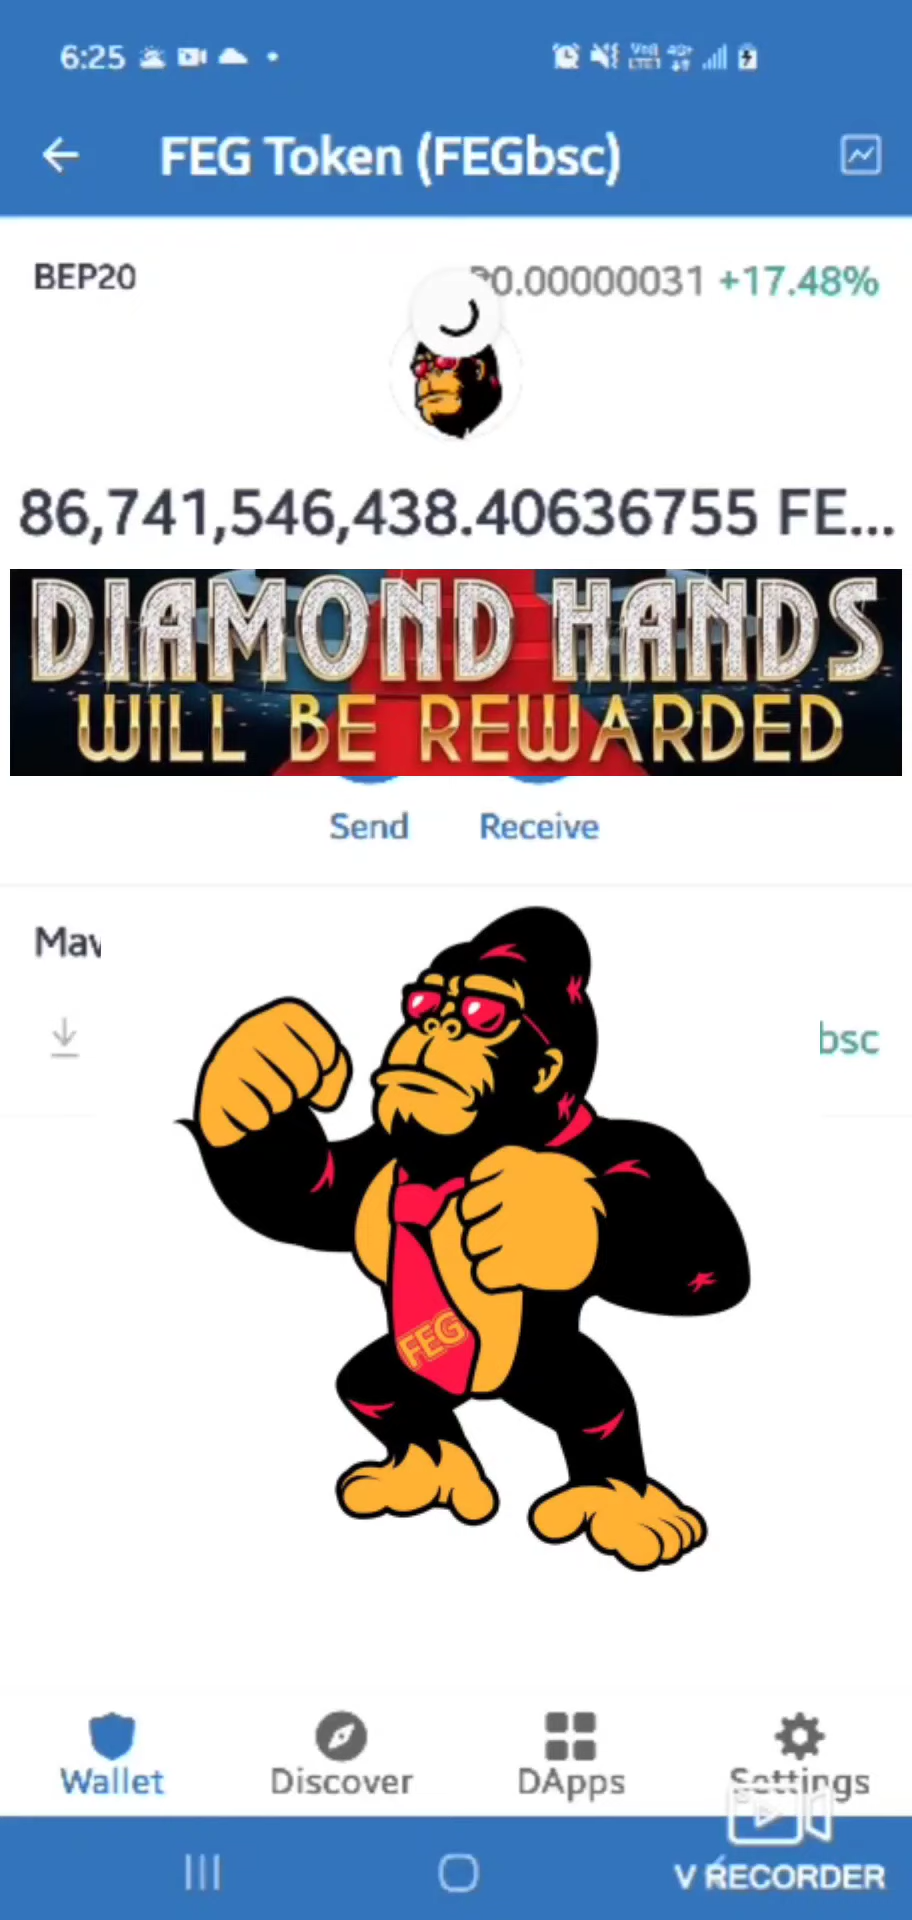 6:25
FEG Token (FEGbsc)
BEP20
0.00000031 +17.48%
86,741,546,438.40636755 FE...
DIAMOND HANDS
WILL BE REWARDED
Send Receive
Mav
bsc
FEG
Wallet Discover DApps Settings
V RECORDER